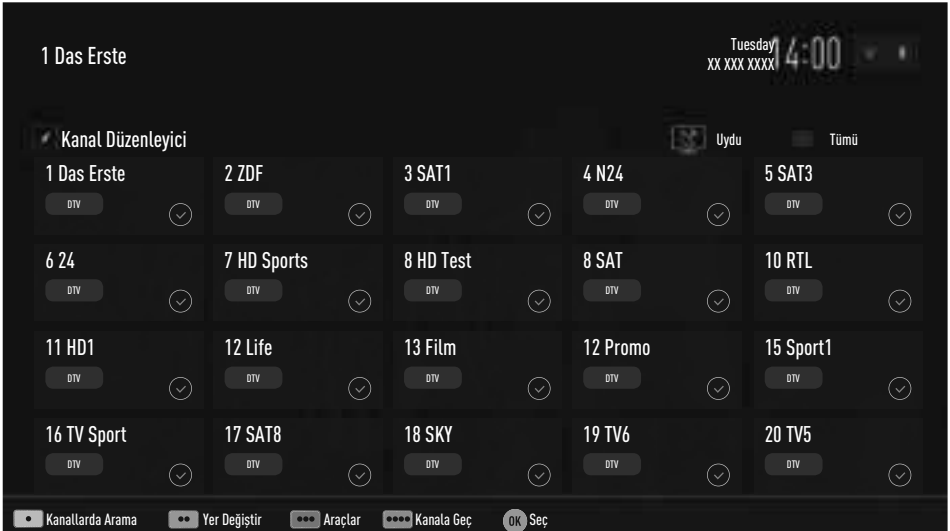 1 Das Erste
Tuesday
XX XXX XXXX
14:00
Kanal Düzenleyici
Uydu
Tümü
1 Das Erste
2 ZDF
3 SAT1
4 N24
5 SAT3
DTV
DTV
DTV
DTV
DTV
6 24
7 HD Sports
8 HD Test
8 SAT
10 RTL
DTV
DTV
DTV
DTV
DTV
11 HD1
12 Life
13 Film
12 Promo
15 Sport1
DTV
DTV
DTV
DTV
DTV
16 TV Sport
17 SAT8
18 SKY
19 TV6
20 TV5
DTV
DTV
DTV
DTV
DTV
Kanallarda Arama
Yer Değiştir
Araçlar
Kanala Geç
OK Seç